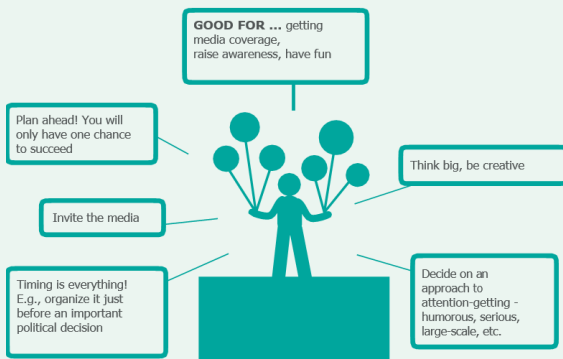 GOOD FOR ... getting
media coverage,
raise awareness, have fun
Plan ahead! You will
only have one chance
to succeed
Think big, be creative
Invite the media
Timing is everything!
E.g., organize it just
before an important
political decision
Decide on an
approach to
attention-getting -
humorous, serious,
large-scale, etc.